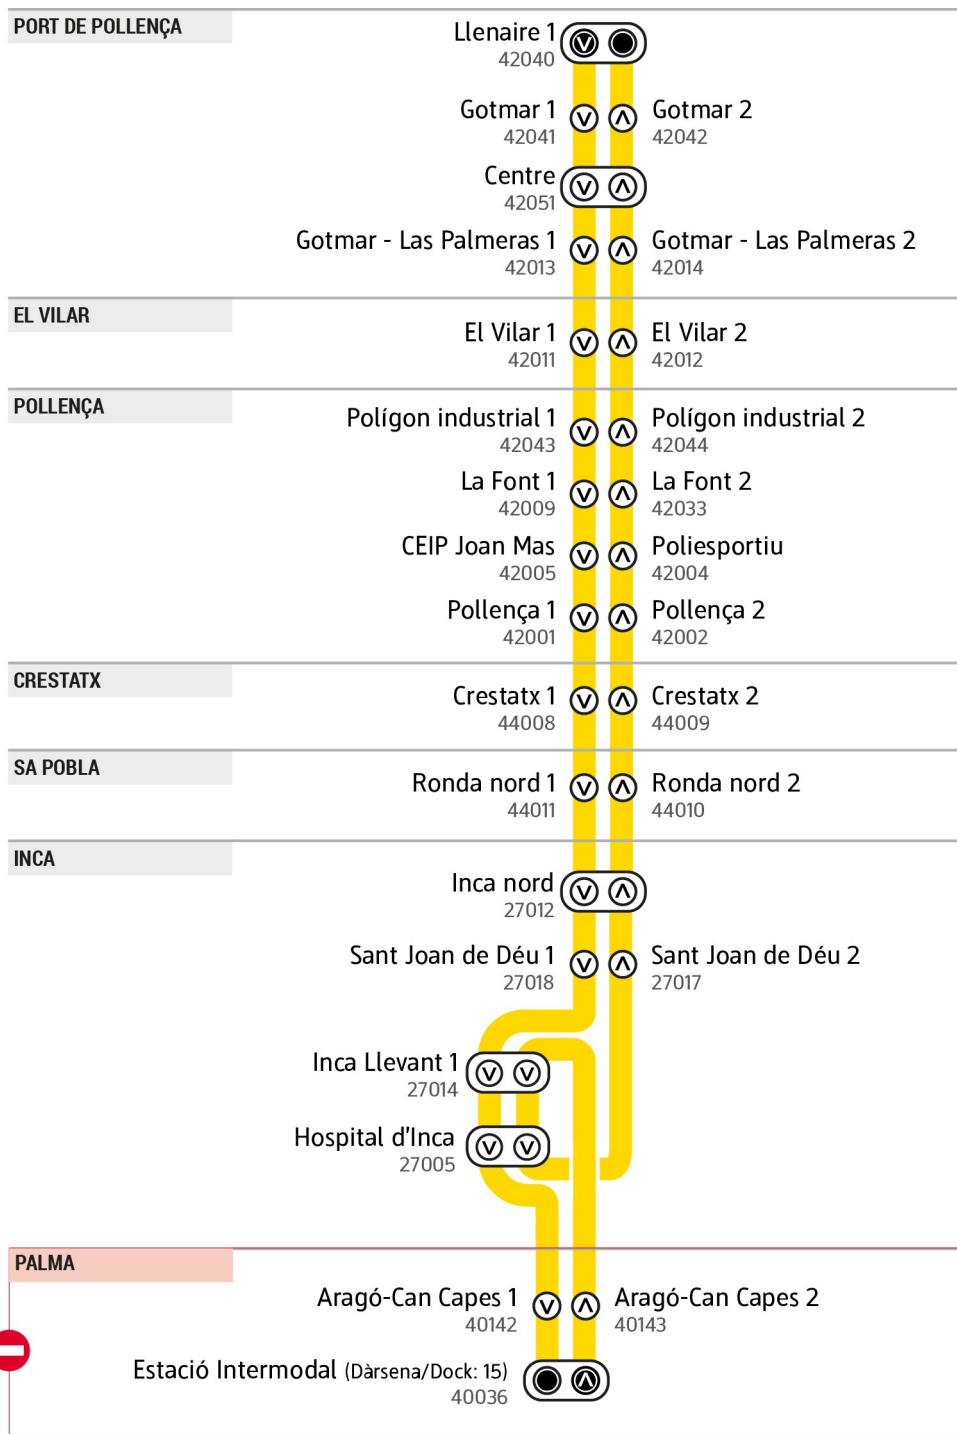 PORT DE POLLENÇA
Llenaire 1
42040
Gotmar 1
42041
Gotmar 2
42042
Centre
42051
Gotmar - Las Palmeras 1
42013
Gotmar - Las Palmeras 2
42014
EL VILAR
El Vilar 1
42011
El Vilar 2
42012
POLLENÇA
Polígon industrial 1
42043
Polígon industrial 2
42044
La Font 1
42009
La Font 2
42033
CEIP Joan Mas
42005
Poliesportiu
42004
Pollença 1
42001
Pollença 2
42002
CRESTATX
Crestatx 1
44008
Crestatx 2
44009
SA POBLA
Ronda nord 1
44011
Ronda nord 2
44010
INCA
Inca nord
27012
Sant Joan de Déu 1
27018
Sant Joan de Déu 2
27017
Inca Llevant 1
27014
Hospital d'Inca
27005
PALMA
Aragó-Can Capes 1
40142
Aragó-Can Capes 2
40143
Estació Intermodal (Dàrsena/Dock: 15)
40036